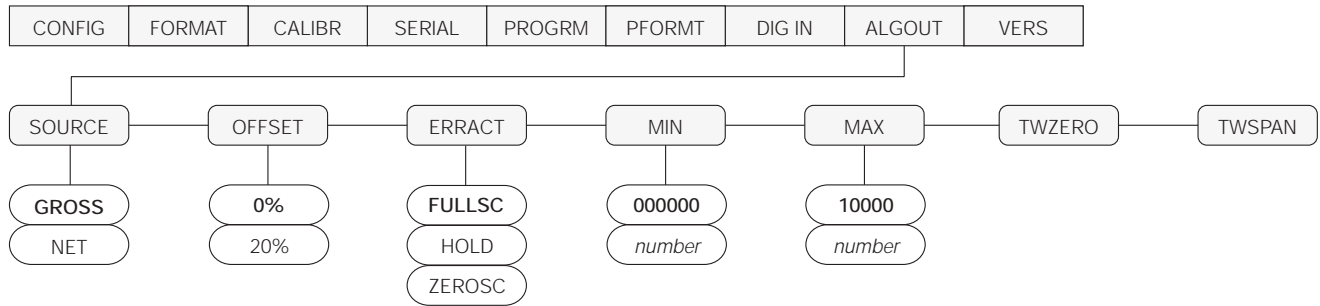 CONFIG FORMAT CALIBR SERIAL PROGRM PFORMT DIG IN ALGOUT VERS
SOURCE OFFSET ERRACT MIN MAX TWZERO TWSPAN
GROSS 0% FULLSC 000000 10000
NET 20% HOLD number number
ZEROSC